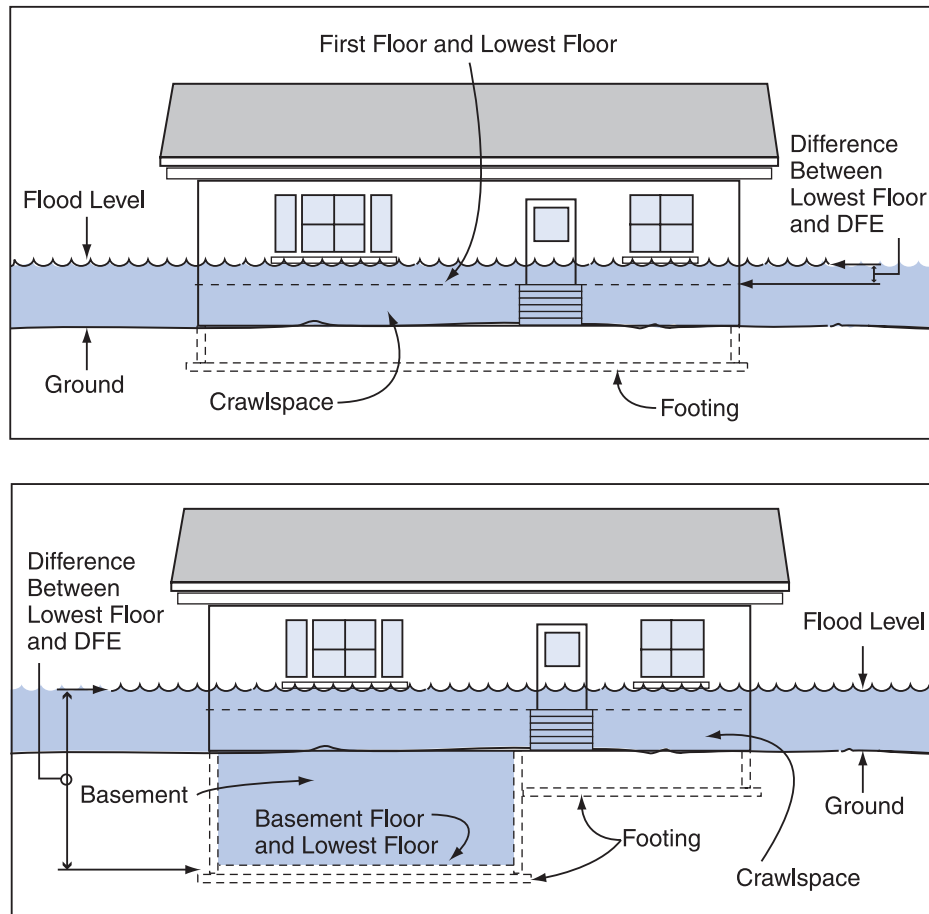 First Floor and Lowest Floor
Difference
Between
Lowest Floor
and DFE
Flood Level
Ground
Crawlspace
Footing
Difference
Between
Lowest Floor
and DFE
Flood Level
Basement
Basement Floor
and Lowest Floor
Footing
Ground
Crawlspace